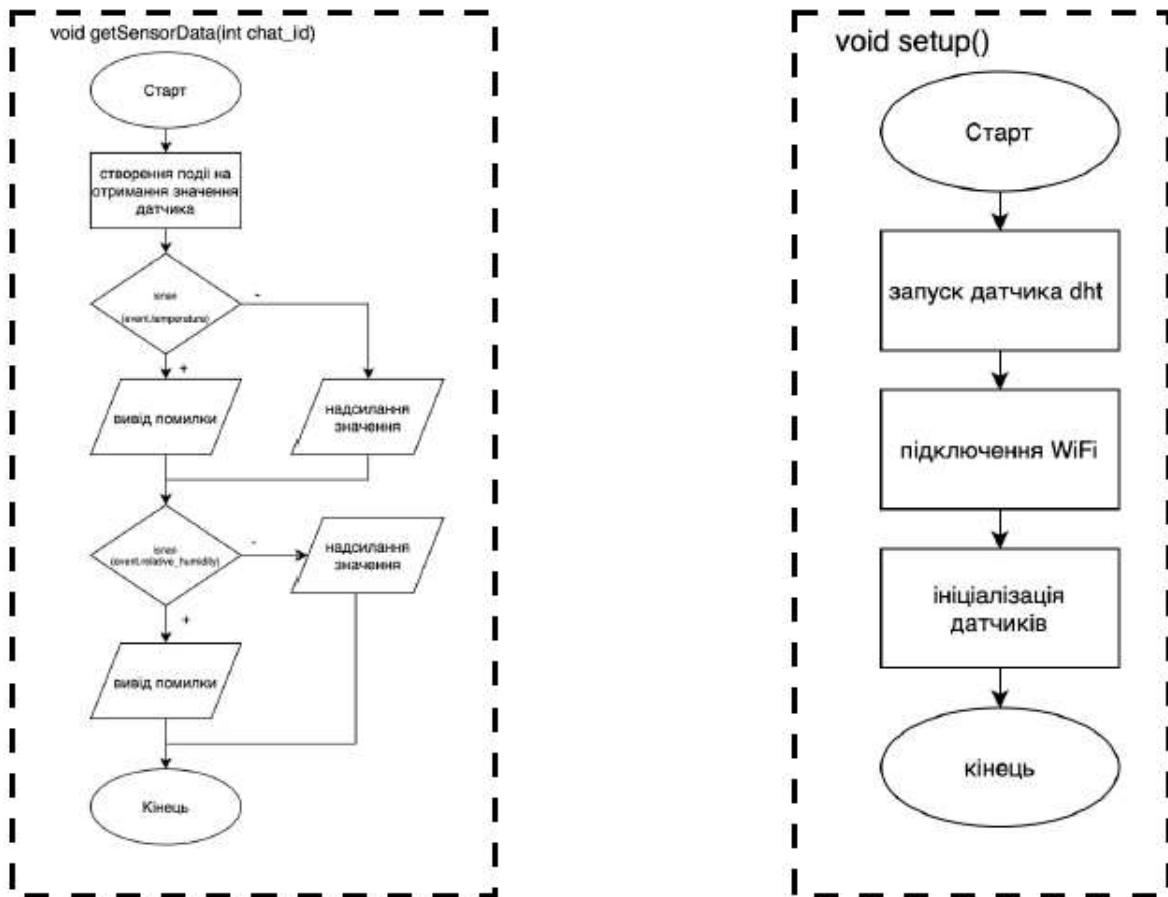 void getSensorData(int chat_id)
Старт
створення події на
отримання значення
датчика
isnan
(event.temperature)
-
+
вивід помилки
надсилання
значення
isnan
(event.relative_humidity)
-
+
надсилання
значення
вивід помилки
Кінець
void setup()
Старт
запуск датчика dht
підключення WiFi
ініціалізація
датчиків
кінець